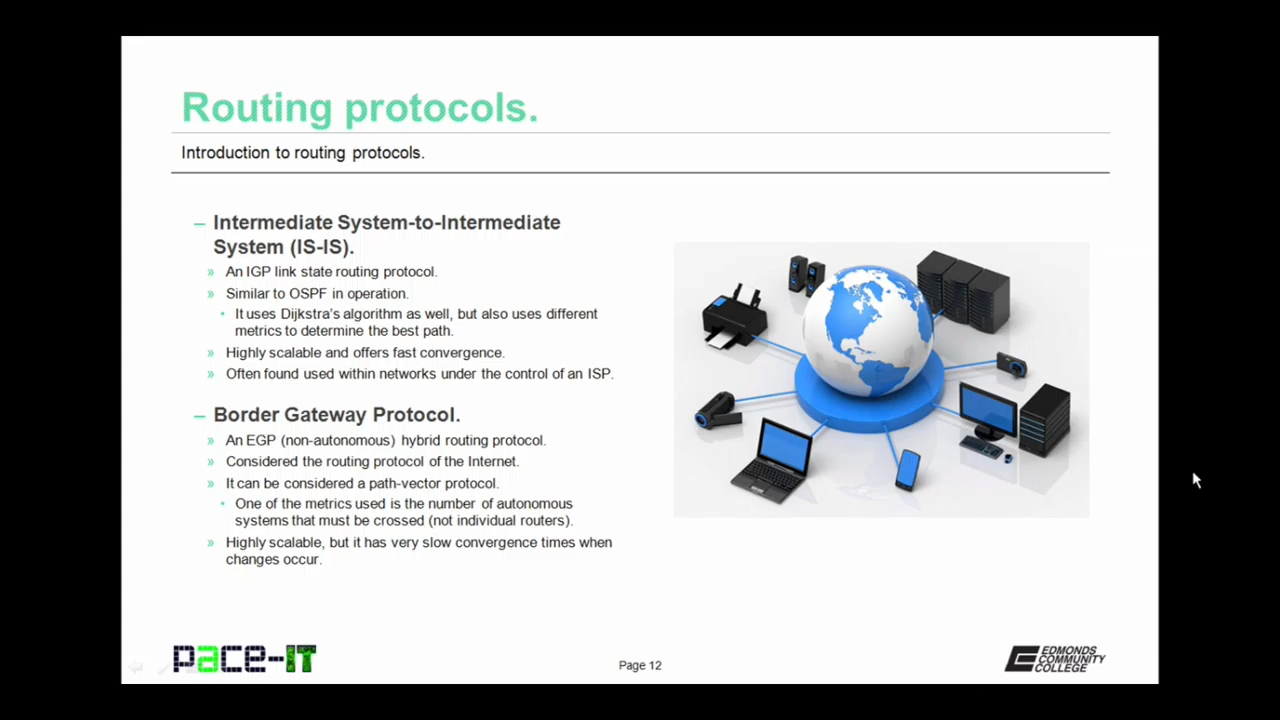 Routing protocols.
Introduction to routing protocols.
– Intermediate System-to-Intermediate
System (IS-IS).
» An IGP link state routing protocol.
» Similar to OSPF in operation.
• It uses Dijkstra's algorithm as well, but also uses different
metrics to determine the best path.
» Highly scalable and offers fast convergence.
» Often found used within networks under the control of an ISP.
– Border Gateway Protocol.
» An EGP (non-autonomous) hybrid routing protocol.
» Considered the routing protocol of the Internet.
» It can be considered a path-vector protocol.
• One of the metrics used is the number of autonomous
systems that must be crossed (not individual routers).
» Highly scalable, but it has very slow convergence times when
changes occur.
pace-IT
Page 12
EDMONDS
COMMUNITY
COLLEGE